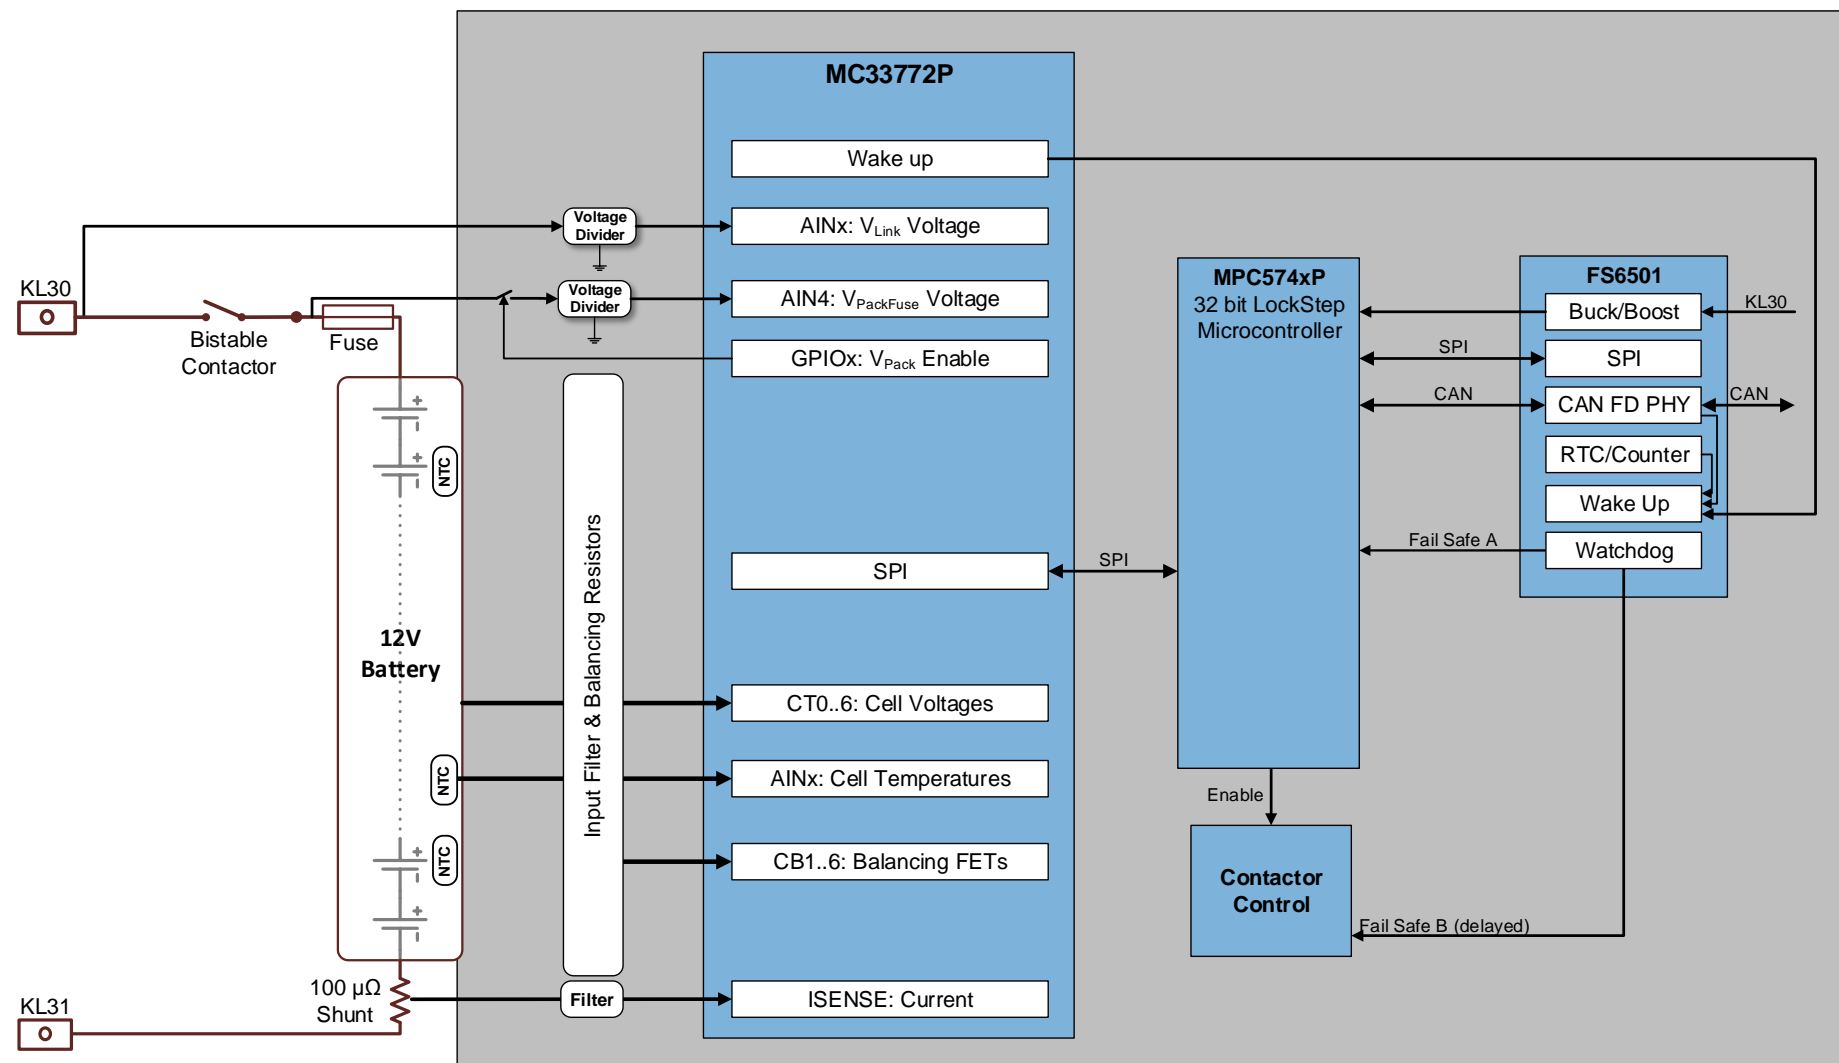 MC33772P
Wake up
Voltage
Divider
AINx: VLink Voltage
KL30
Voltage
Divider
AIN4: VPackFuse Voltage
Bistable
Contactor
Fuse
GPIOx: VPack Enable
MPC574xP
32 bit LockStep
Microcontroller
FS6501
Buck/Boost
KL30
SPI
SPI
CAN
CAN FD PHY
CAN
RTC/Counter
Wake Up
Fail Safe A
Watchdog
+
+
NTC
12V
Battery
NTC
NTC
+
+
Input Filter & Balancing Resistors
SPI
SPI
CT0..6: Cell Voltages
AINx: Cell Temperatures
CB1..6: Balancing FETs
Enable
Contactor
Control
Fail Safe B (delayed)
100 µΩ
Shunt
Filter
ISENSE: Current
KL31